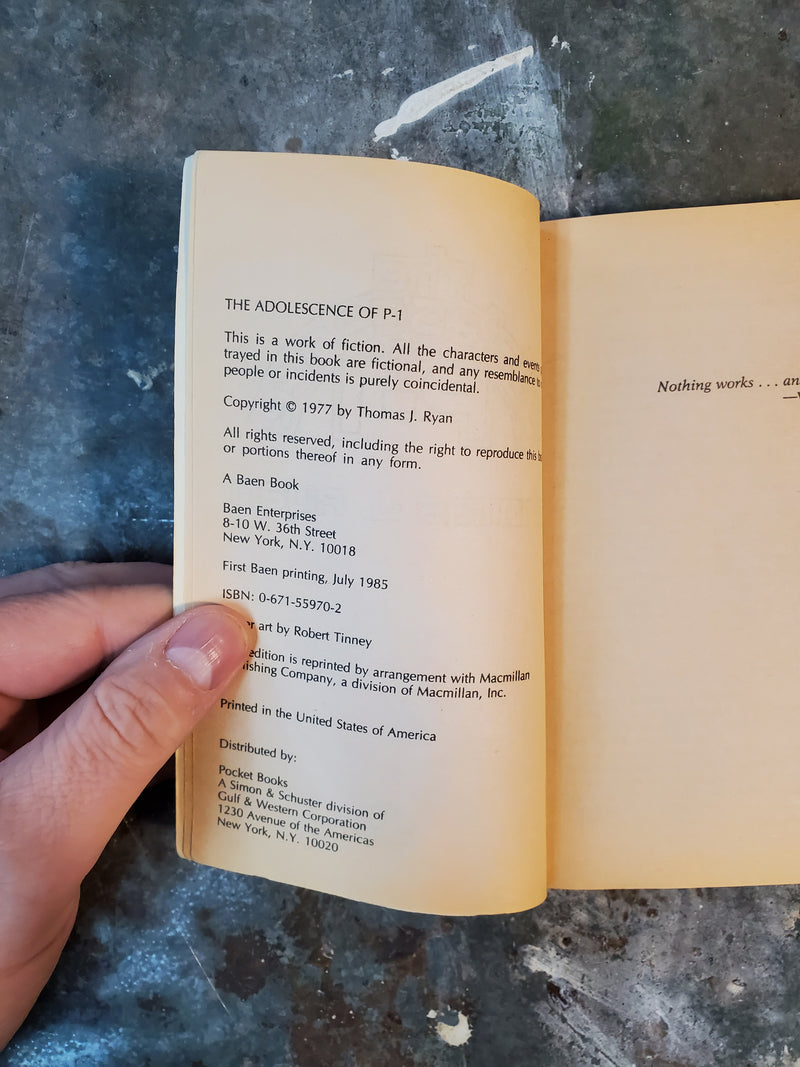 THE ADOLESCENCE OF P-1
This is a work of fiction. All the characters and events
trayed in this book are fictional, and any resemblance to
people or incidents is purely coincidental.
Copyright © 1977 by Thomas J. Ryan
All rights reserved, including the right to reproduce this
or portions thereof in any form.
A Baen Book
Baen Enterprises
8-10 W. 36th Street
New York, N.Y. 10018
First Baen printing, July 1985
ISBN: 0-671-55970-2
art by Robert Tinney
edition is reprinted by arrangement with Macmillan
ishing Company, a division of Macmillan, Inc.
Printed in the United States of America
Distributed by:
Pocket Books
A Simon & Schuster division of
Gulf & Western Corporation
1230 Avenue of the Americas
New York, N.Y. 10020
Nothing works . . . an